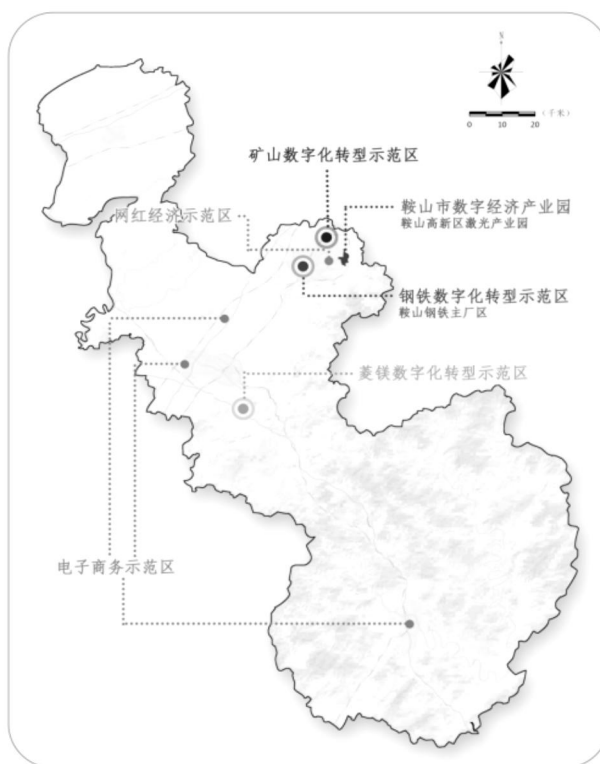 N
（千米）
0 10 20
矿山数字化转型示范区
网红经济示范区
鞍山市数字经济产业园
鞍山高新区激光产业园
钢铁数字化转型示范区
鞍山钢铁主厂区
菱镁数字化转型示范区
电子商务示范区